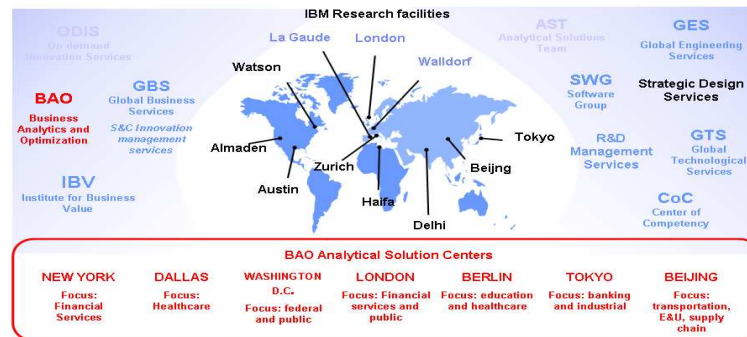 IBM Research facilities
ODIS
On demand
Innovation Services
La Gaude
London
AST
Analytical Solutions
Team
GES
Global Engineering
Services
Watson
Walldorf
GBS
Global Business
Services
S&C Innovation
management
services
SWG
Software
Group
Strategic Design
Services
BAO
Business
Analytics and
Optimization
Almaden
Zurich
Tokyo
R&D
Management
Services
GTS
Global
Technological
Services
Austin
Haifa
Beijng
Delhi
IBV
Institute for Business
Value
CoC
Center of
Competency
BAO Analytical Solution Centers
NEW YORK
Focus:
Financial
Services
DALLAS
Focus:
Healthcare
WASHINGTON
D.C.
Focus: federal
and public
LONDON
Focus: Financial
services and
public
BERLIN
Focus: education
and healthcare
TOKYO
Focus: banking
and industrial
BEIJING
Focus:
transportation,
E&U, supply
chain